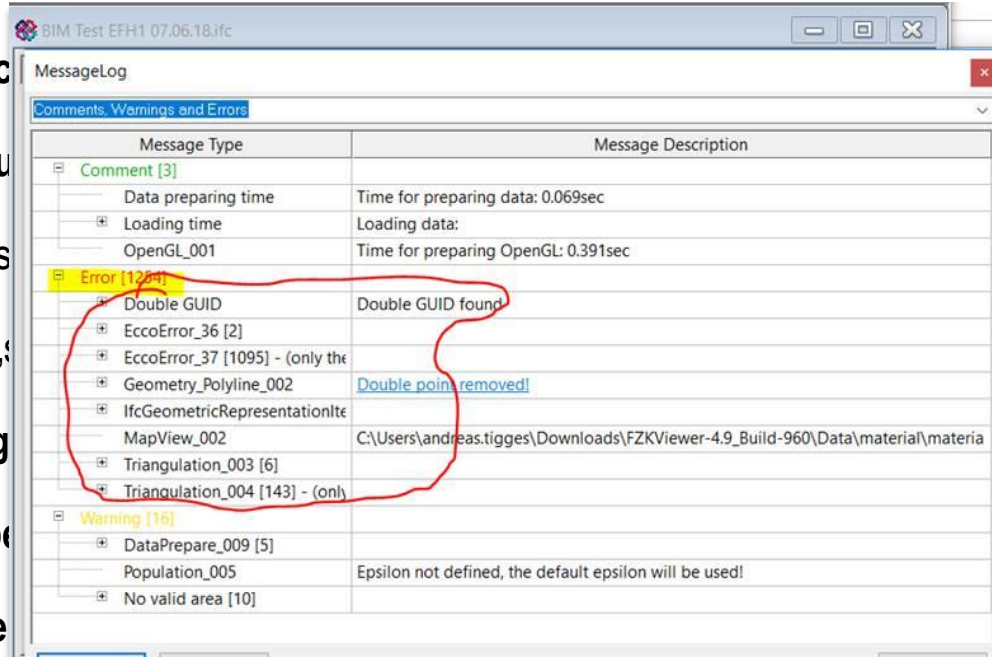 BIM Test EFH1 07.06.18.ifc
MessageLog
Comments, Warnings and Errors
Message Type Message Description
Comment [3]
Data preparing time Time for preparing data: 0.069sec
Loading time Loading data:
OpenGL_001 Time for preparing OpenGL: 0.391sec
Error [1254]
Double GUID Double GUID found
EccoError_36 [2]
EccoError_37 [1095] - (only the
Geometry_Polyline_002 Double point removed!
IfcGeometricRepresentationIte
MapView_002 C:\Users\andreas.tigges\Downloads\FZKViewer-4.9_Build-960\Data\material\materia
Triangulation_003 [6]
Triangulation_004 [143] - (only
Warning [16]
DataPrepare_009 [5]
Population_005 Epsilon not defined, the default epsilon will be used!
No valid area [10]